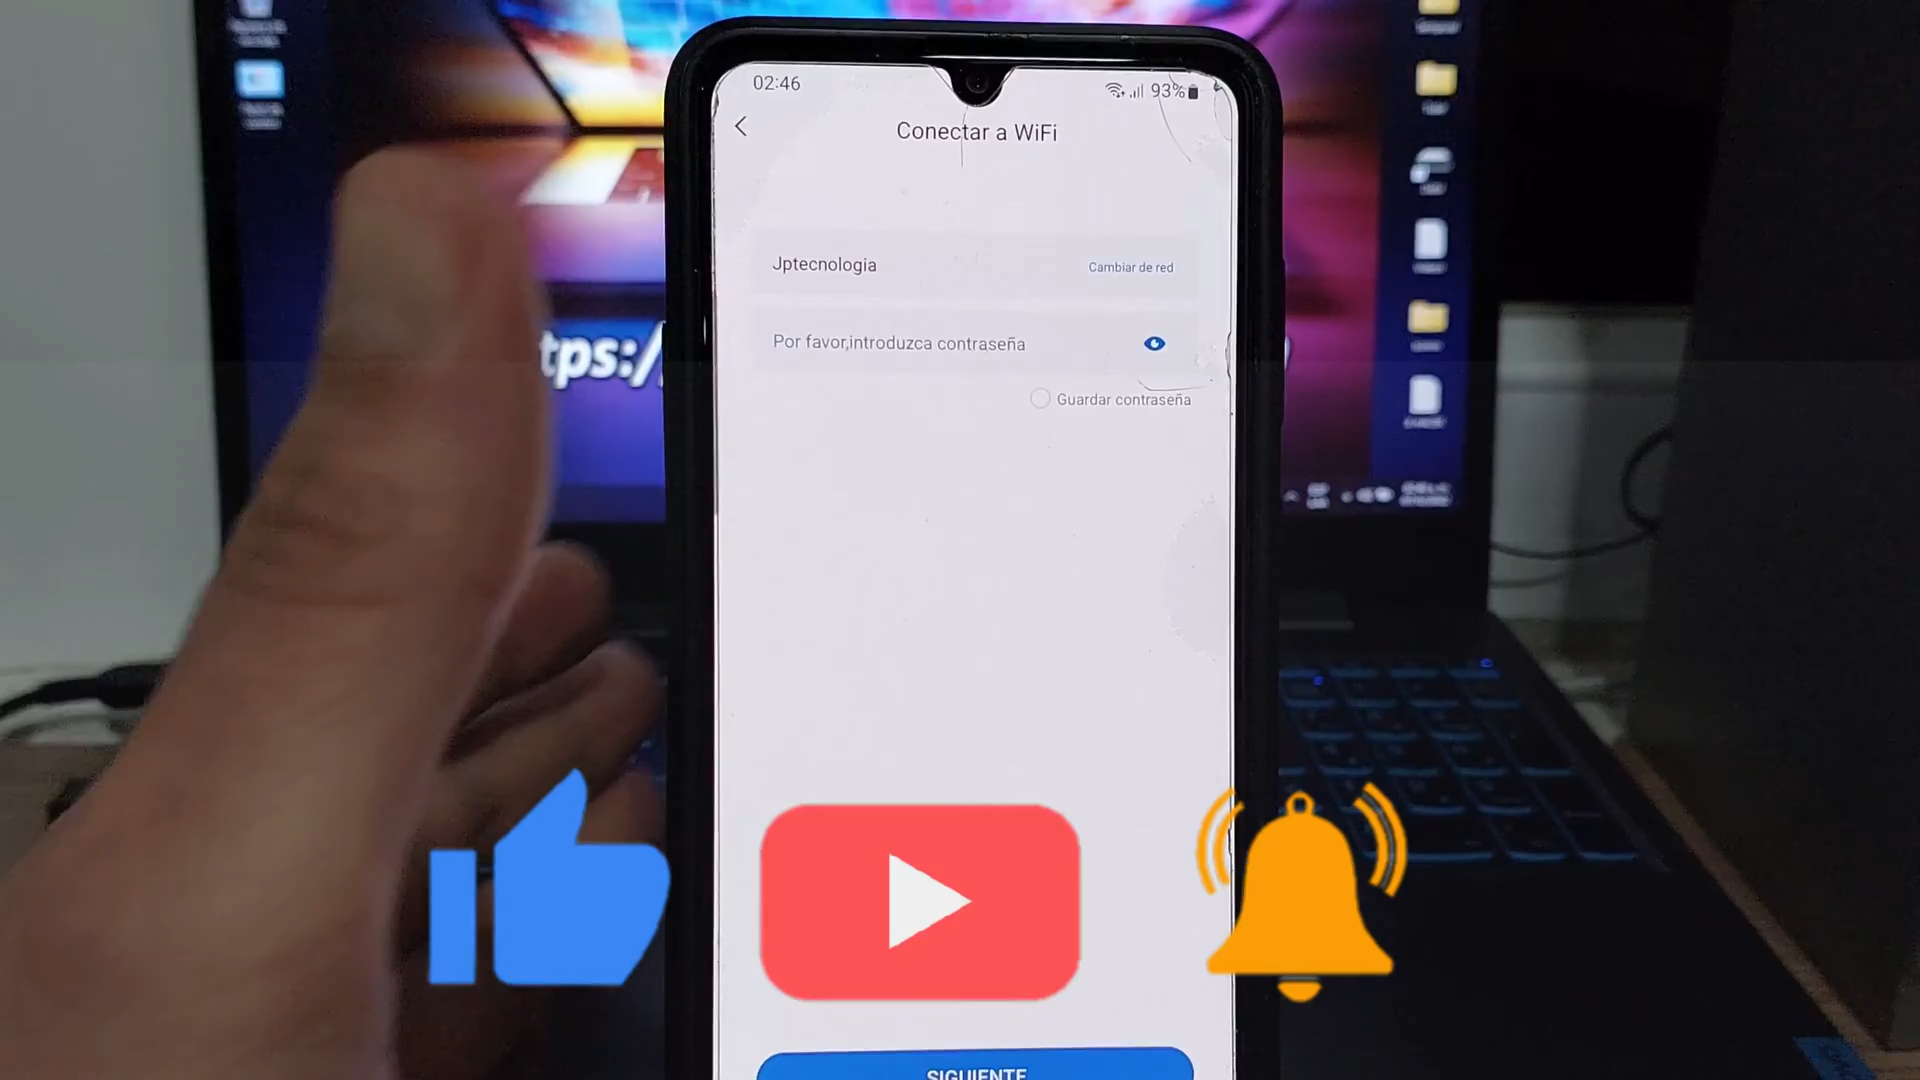 02:46
93%
Conectar a WiFi
Jptecnologia
Cambiar de red
Por favor,introduzca contraseña
Guardar contraseña
tps:/
SIGUIENTE